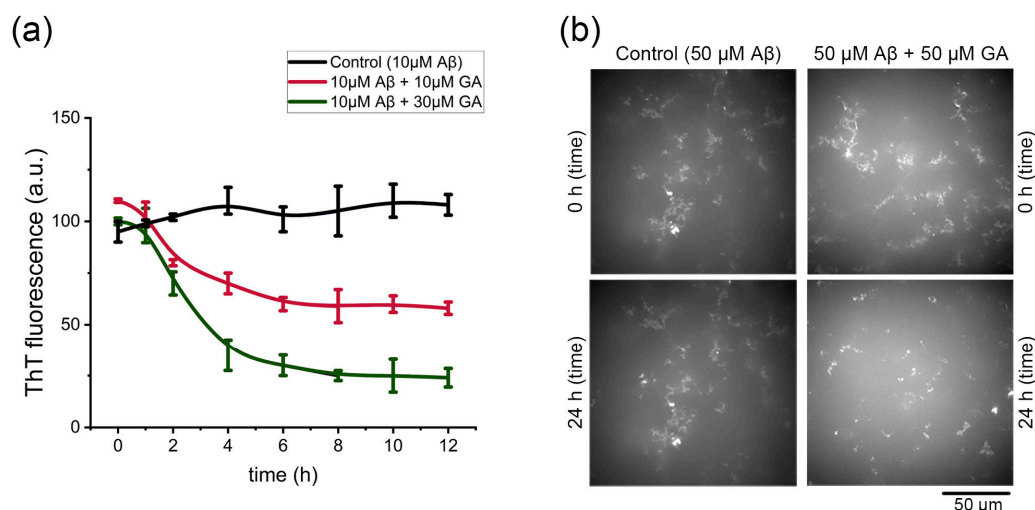 (a)
Control (10μM Aβ)
10μM Aβ + 10μM GA
10μM Aβ + 30μM GA
150
100
50
0
ThT fluorescence (a.u.)
0 2 4 6 8 10 12
time (h)
(b)
Control (50 μM Aβ) 50 μM Aβ + 50 μM GA
0 h (time) 0 h (time)
24 h (time) 24 h (time)
50 μm